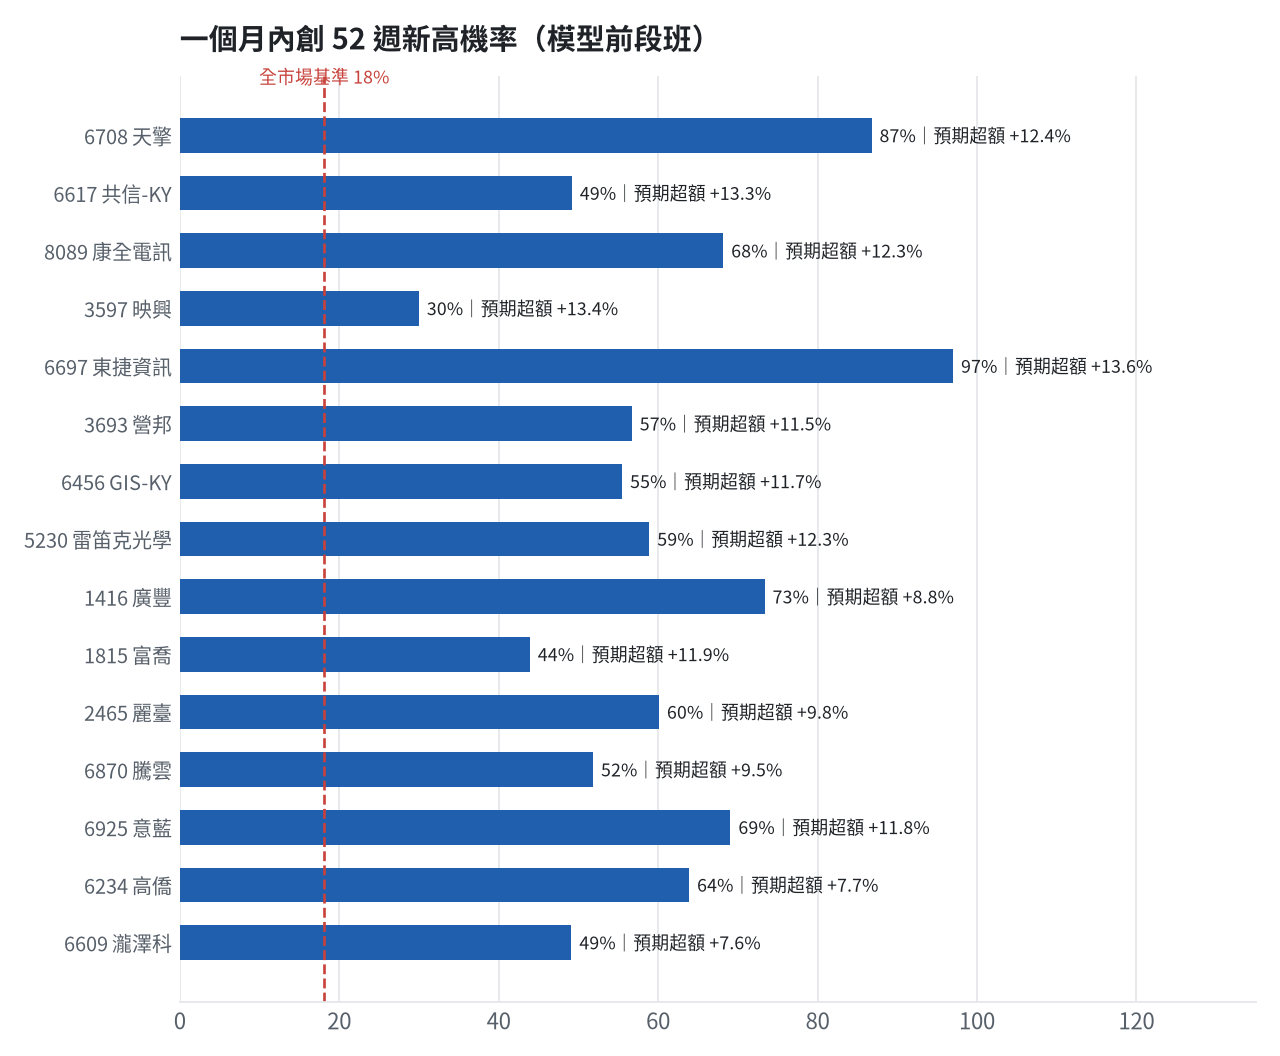 一個月內創 52 週新高機率（模型前段班）
全市場基準 18%
6708 天擎 87%｜預期超額 +12.4%
6617 共信-KY 49%｜預期超額 +13.3%
8089 康全電訊 68%｜預期超額 +12.3%
3597 映興 30%｜預期超額 +13.4%
6697 東捷資訊 97%｜預期超額 +13.6%
3693 營邦 57%｜預期超額 +11.5%
6456 GIS-KY 55%｜預期超額 +11.7%
5230 雷笛克光學 59%｜預期超額 +12.3%
1416 廣豐 73%｜預期超額 +8.8%
1815 富喬 44%｜預期超額 +11.9%
2465 麗臺 60%｜預期超額 +9.8%
6870 騰雲 52%｜預期超額 +9.5%
6925 意藍 69%｜預期超額 +11.8%
6234 高僑 64%｜預期超額 +7.7%
6609 瀧澤科 49%｜預期超額 +7.6%
0 20 40 60 80 100 120